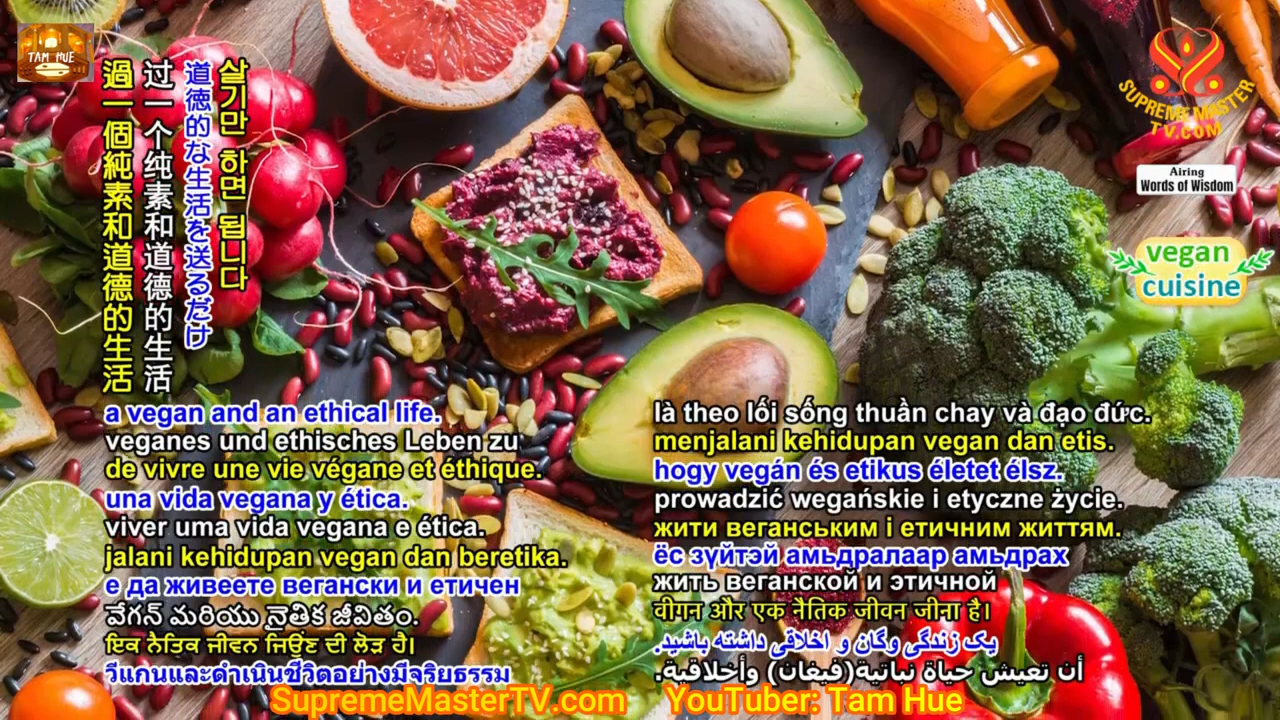 TAM HUE
過一個純素和道德的生活
过一个纯素和道德的生活
道徳的な生活を送るだけ
살기만 하면 됩니다
SUPREME MASTER
TV.COM
Airing
Words of Wisdom
vegan
cuisine
a vegan and an ethical life.
veganes und ethisches Leben zu
de vivre une vie végane et éthique.
una vida vegana y ética.
viver uma vida vegana e ética.
jalani kehidupan vegan dan beretika.
е да живеете вегански и етичен
వేగన్ మరియు నైతిక జీవితం.
ਇਕ ਨੈਤਿਕ ਜੀਵਨ ਜਿਉਂਣ ਦੀ ਲੋੜ ਹੈ।
วีแกนและดำเนินชีวิตอย่างมีจริยธรรม
là theo lối sống thuần chay và đạo đức.
menjalani kehidupan vegan dan etis.
hogy vegán és etikus életet élsz.
prowadzić wegańskie i etyczne życie.
жити веганським і етичним життям.
ёс зүйтэй амьдралаар амьдрах
жить веганской и этичной
वीगन और एक नैतिक जीवन जीना है।
یک زندگی وگان و اخلاقی داشته باشید.
أن تعيش حياة نباتية(فيغان) وأخلاقية.
SupremeMasterTV.com YouTuber: Tam Hue